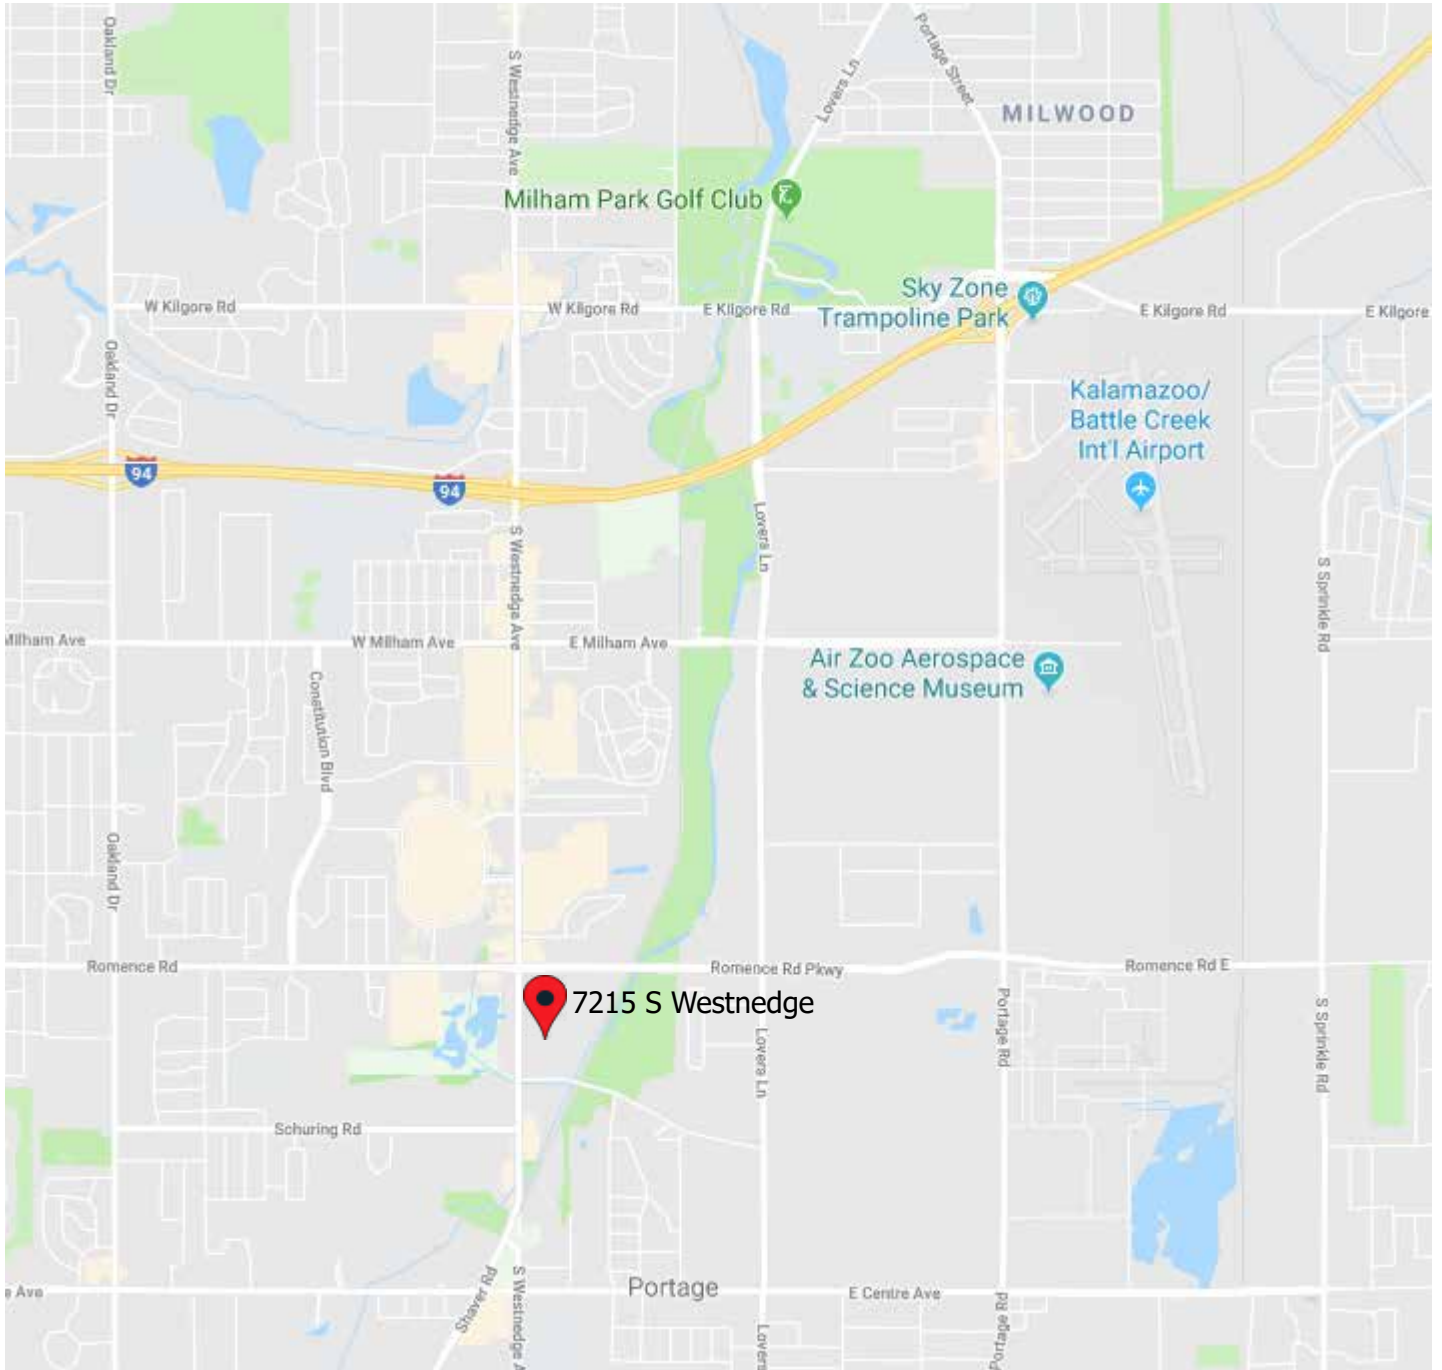 Oakland Dr
S Westnedge Ave
Lovers Ln
Portage Street
MILWOOD
Milham Park Golf Club
Sky Zone
Trampoline Park
W Kilgore Rd
W Kilgore Rd
E Kilgore Rd
E Kilgore Rd
E Kilgore
Oakland Dr
Kalamazoo/
Battle Creek
Int'l Airport
94
94
Lovers Ln
S Westnedge Ave
S Sprinkle Rd
Milham Ave
W Milham Ave
E Milham Ave
Air Zoo Aerospace
& Science Museum
Constitution Blvd
Oakland Dr
Romence Rd
Romence Rd Pkwy
Romence Rd E
7215 S Westnedge
Portage Rd
Lovers Ln
S Sprinkle Rd
Schuring Rd
Portage
e Ave
E Centre Ave
Shaver Rd
S Westnedge A
Lovers
Portage Rd